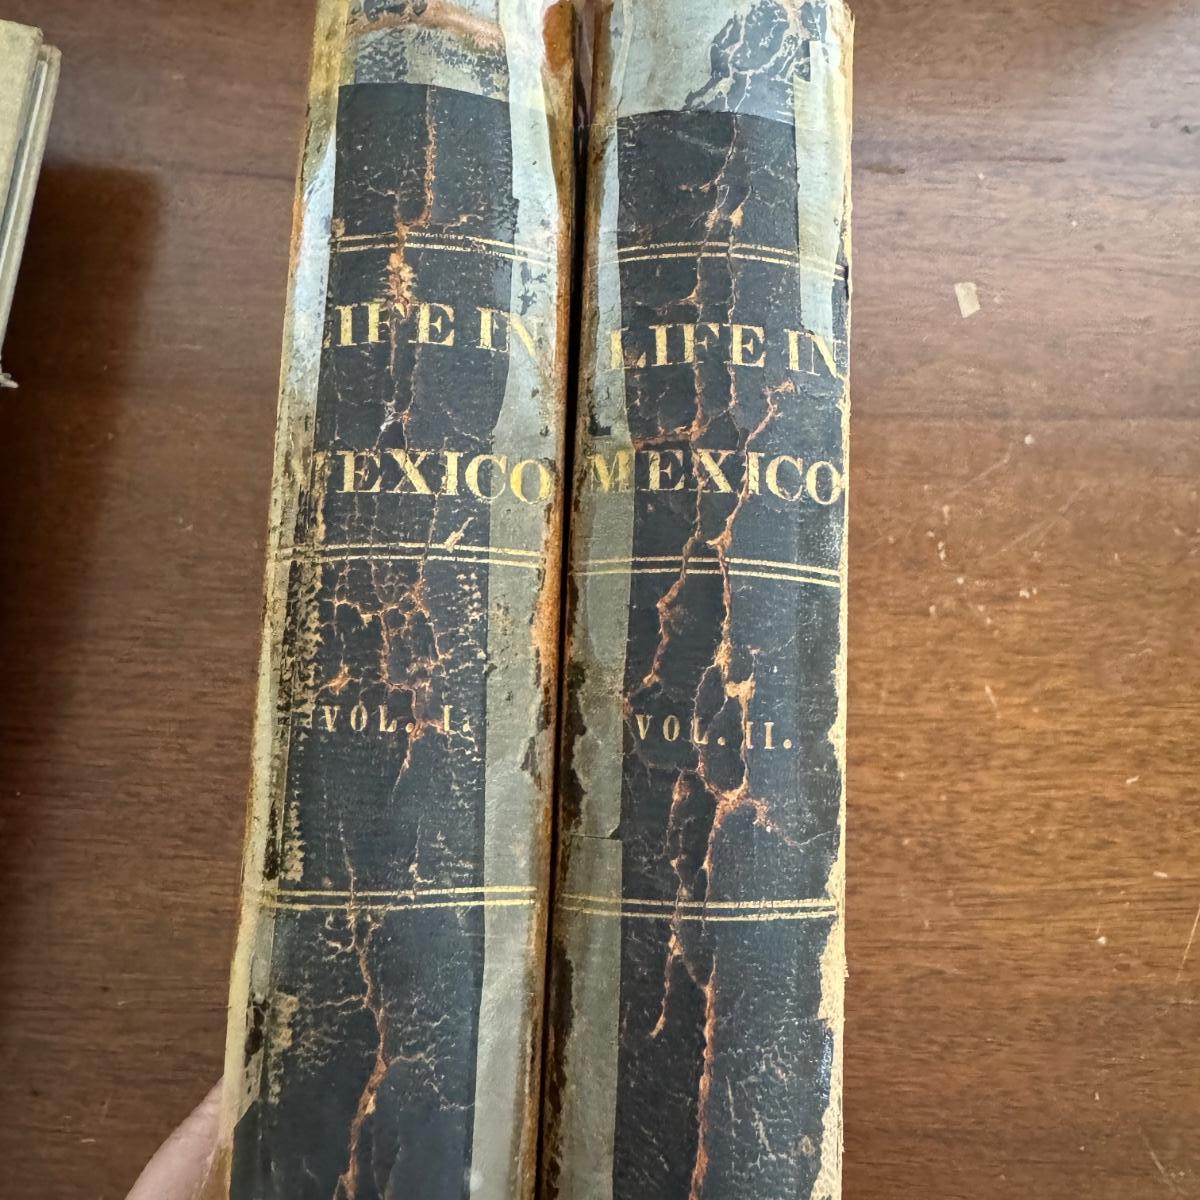 LIFE IN
MEXICO
VOL. I.
LIFE IN
MEXICO
VOL. II.